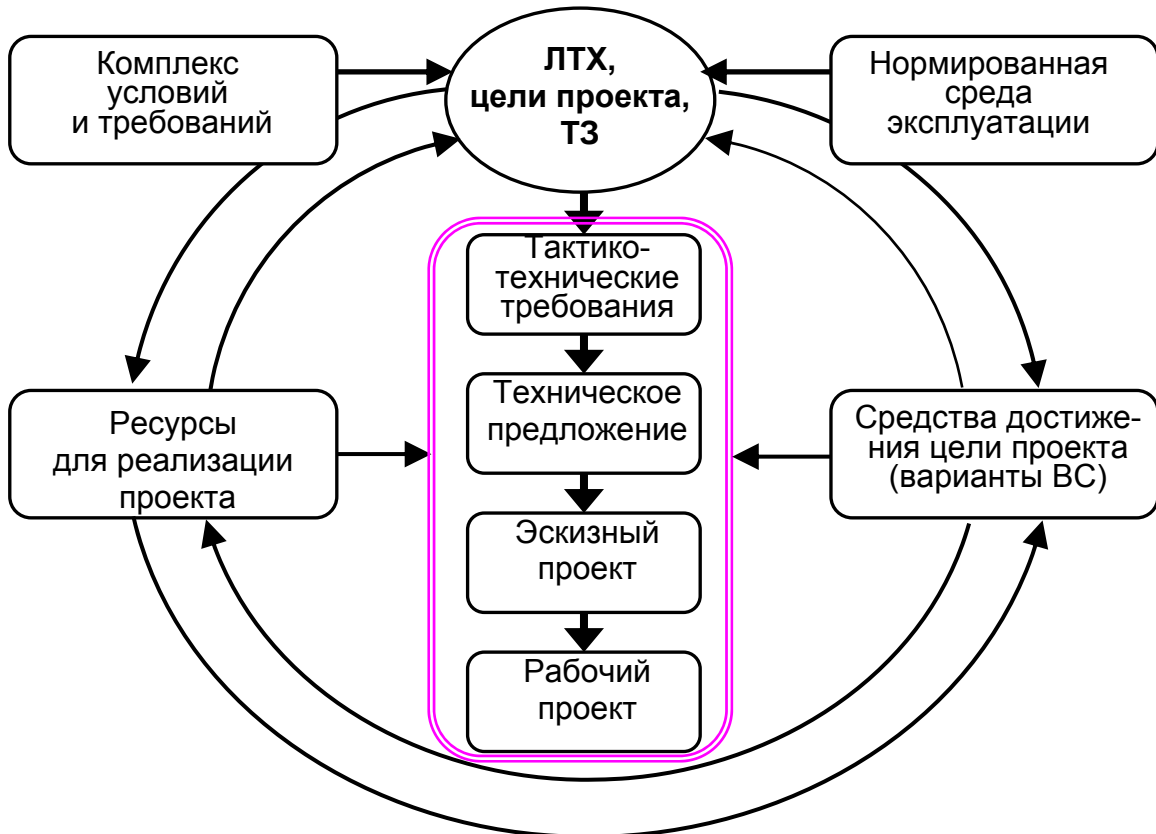 Комплекс
условий
и требований
ЛТХ,
цели проекта,
ТЗ
Нормированная
среда
эксплуатации
Тактико-
технические
требования
Техническое
предложение
Эскизный
проект
Рабочий
проект
Ресурсы
для реализации
проекта
Средства достиже-
ния цели проекта
(варианты ВС)